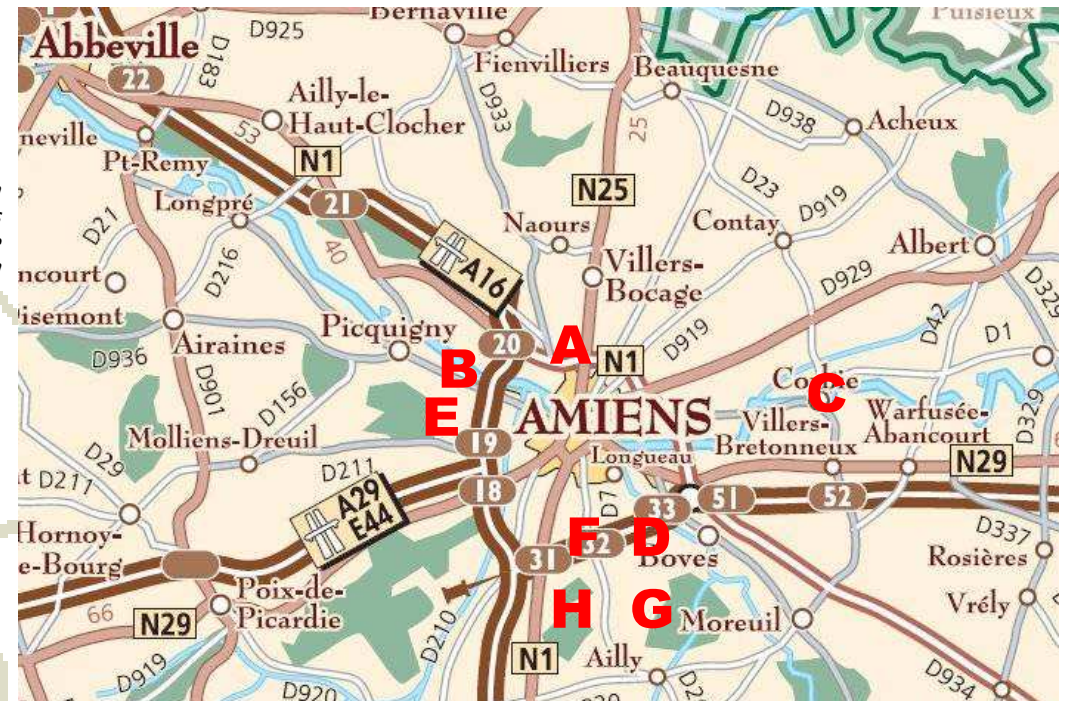 D925
Bernaville
Puisieux
Abbeville
D183
22
Fienvilliers
Beauquesne
Ailly-le-
Haut-Clocher
D933
25
D938
Acheux
neville
53
N1
Pt-Remy
D23
N25
D919
Longpré
21
Contay
D21
Naours
Albert
40
D216
A16
Villers-
Bocage
D929
D329
ncourt
isemont
Picquigny
20
A
N1
D919
D42
D1
D936
Airaines
B
Corbie
C
D901
E
AMIENS
Villers-
Bretonneux
Warfusée-
Abancourt
D329
D156
Molliens-Dreuil
19
Longueau
N29
D29
D211
D211
18
A29
E44
D7
33
51
52
Hornoy-
e-Bourg
F
32
D
D337
31
Boves
Rosières
Poix-de-
Picardie
66
N29
H
G
Moreuil
Vrély
D210
N1
Ailly
D919
D920
D934